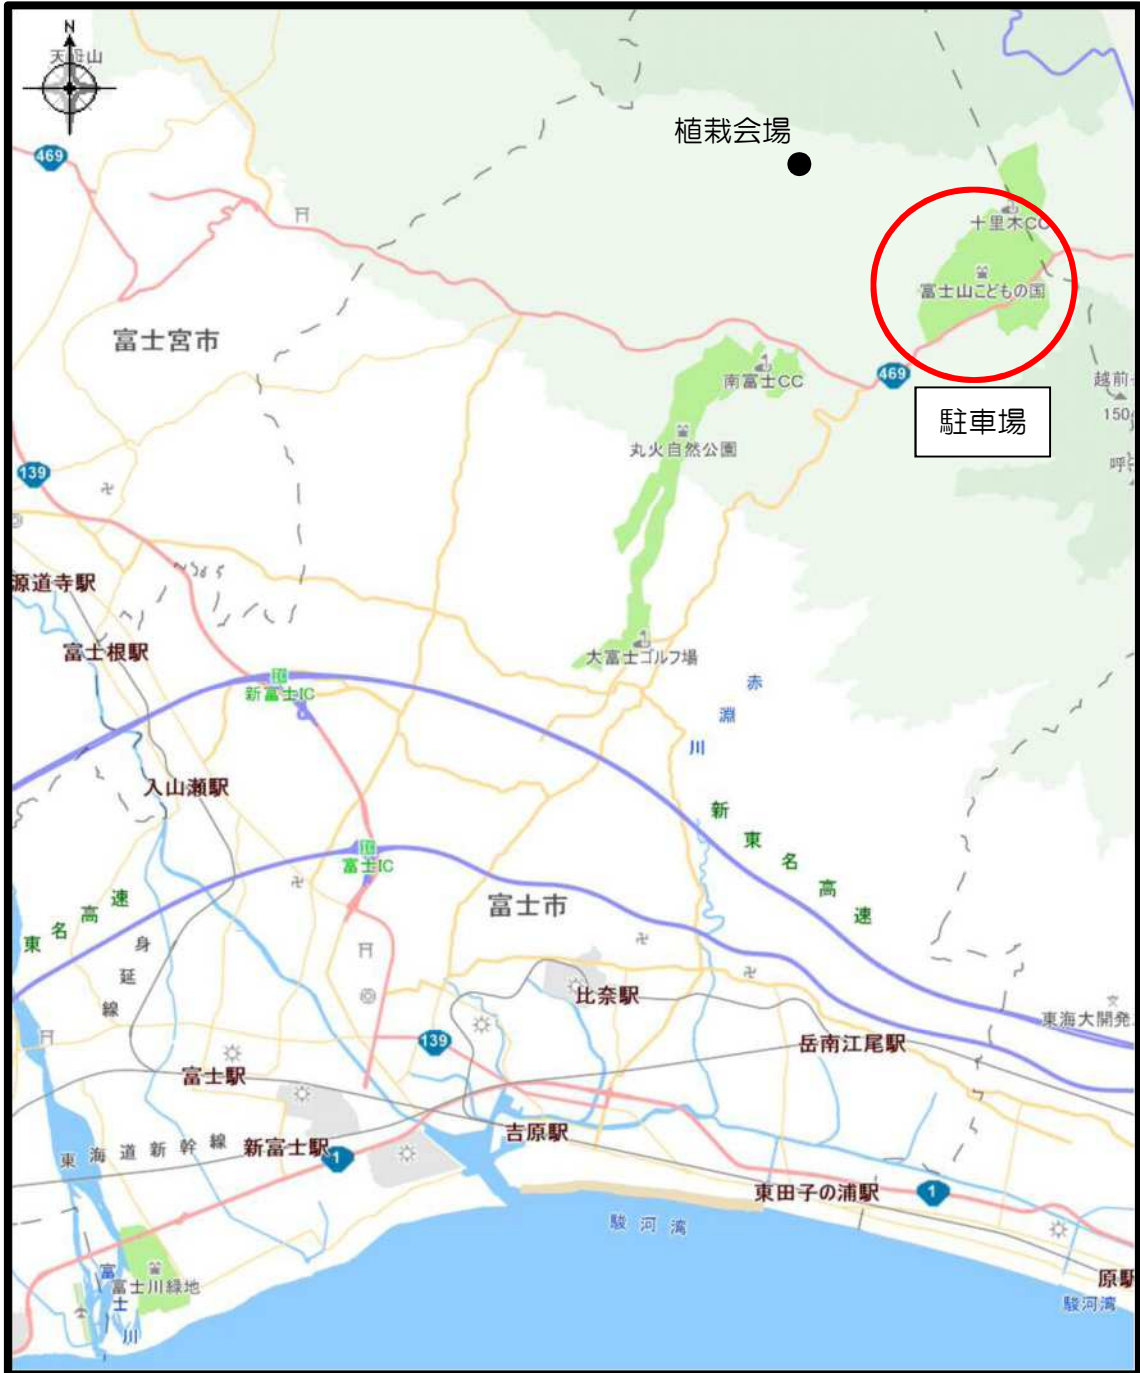 N
天母山
469
植栽会場
十里木CC
富士山こどもの国
富士宮市
南富士CC
469
越前
150
駐車場
丸火自然公園
呼
139
源道寺駅
富士根駅
大富士ゴルフ場
新富士IC
赤淵川
入山瀬駅
新東名高速
富士IC
富士市
東名高速
身延線
比奈駅
東海大開発
139
岳南江尾駅
富士駅
吉原駅
東海道新幹線
新富士駅
1
東田子の浦駅
1
駿河湾
原駅
富士川緑地
駿河湾
富士川